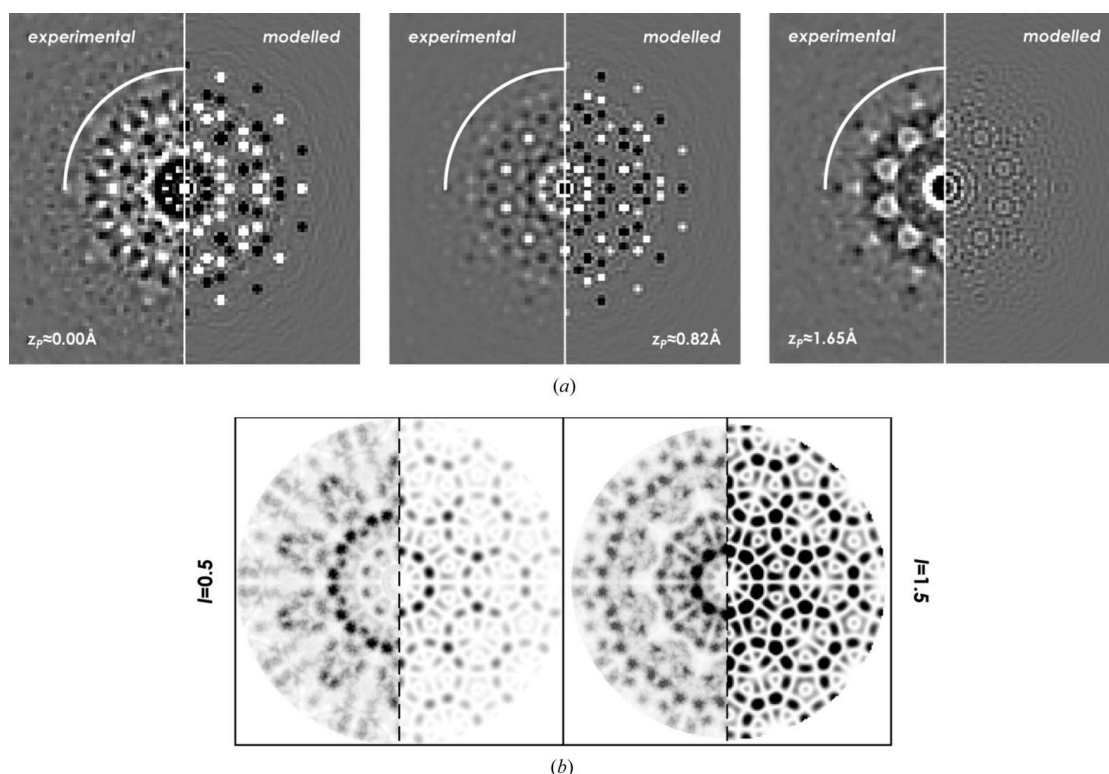 experimental modelled
z_P≈0.00Å
experimental modelled
z_P≈0.82Å
experimental modelled
z_P≈1.65Å
(a)
l=0.5
l=1.5
(b)